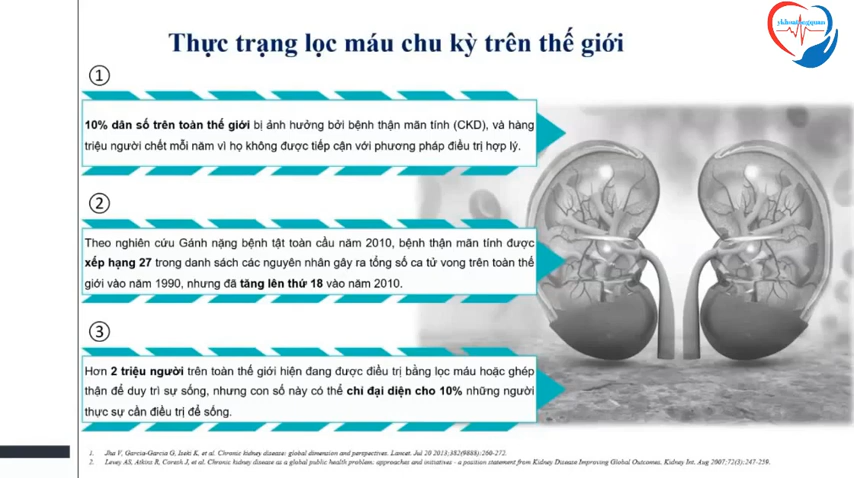 ykhoatongquan
Thực trạng lọc máu chu kỳ trên thế giới
1
10% dân số trên toàn thế giới bị ảnh hưởng bởi bệnh thận mãn tính (CKD), và hàng
triệu người chết mỗi năm vì họ không được tiếp cận với phương pháp điều trị hợp lý.
2
Theo nghiên cứu Gánh nặng bệnh tật toàn cầu năm 2010, bệnh thận mãn tính được
xếp hạng 27 trong danh sách các nguyên nhân gây ra tổng số ca tử vong trên toàn thế
giới vào năm 1990, nhưng đã tăng lên thứ 18 vào năm 2010.
3
Hơn 2 triệu người trên toàn thế giới hiện đang được điều trị bằng lọc máu hoặc ghép
thận để duy trì sự sống, nhưng con số này có thể chỉ đại diện cho 10% những người
thực sự cần điều trị để sống.
1. Jha V, Garcia-Garcia G, Iseki K, et al. Chronic kidney disease: global dimension and perspectives. Lancet. Jul 20 2013;382(9888):260-272.
2. Levey AS, Atkins R, Coresh J, et al. Chronic kidney disease as a global public health problem: approaches and initiatives - a position statement from Kidney Disease Improving Global Outcomes. Kidney Int. Aug 2007;72(3):247-259.